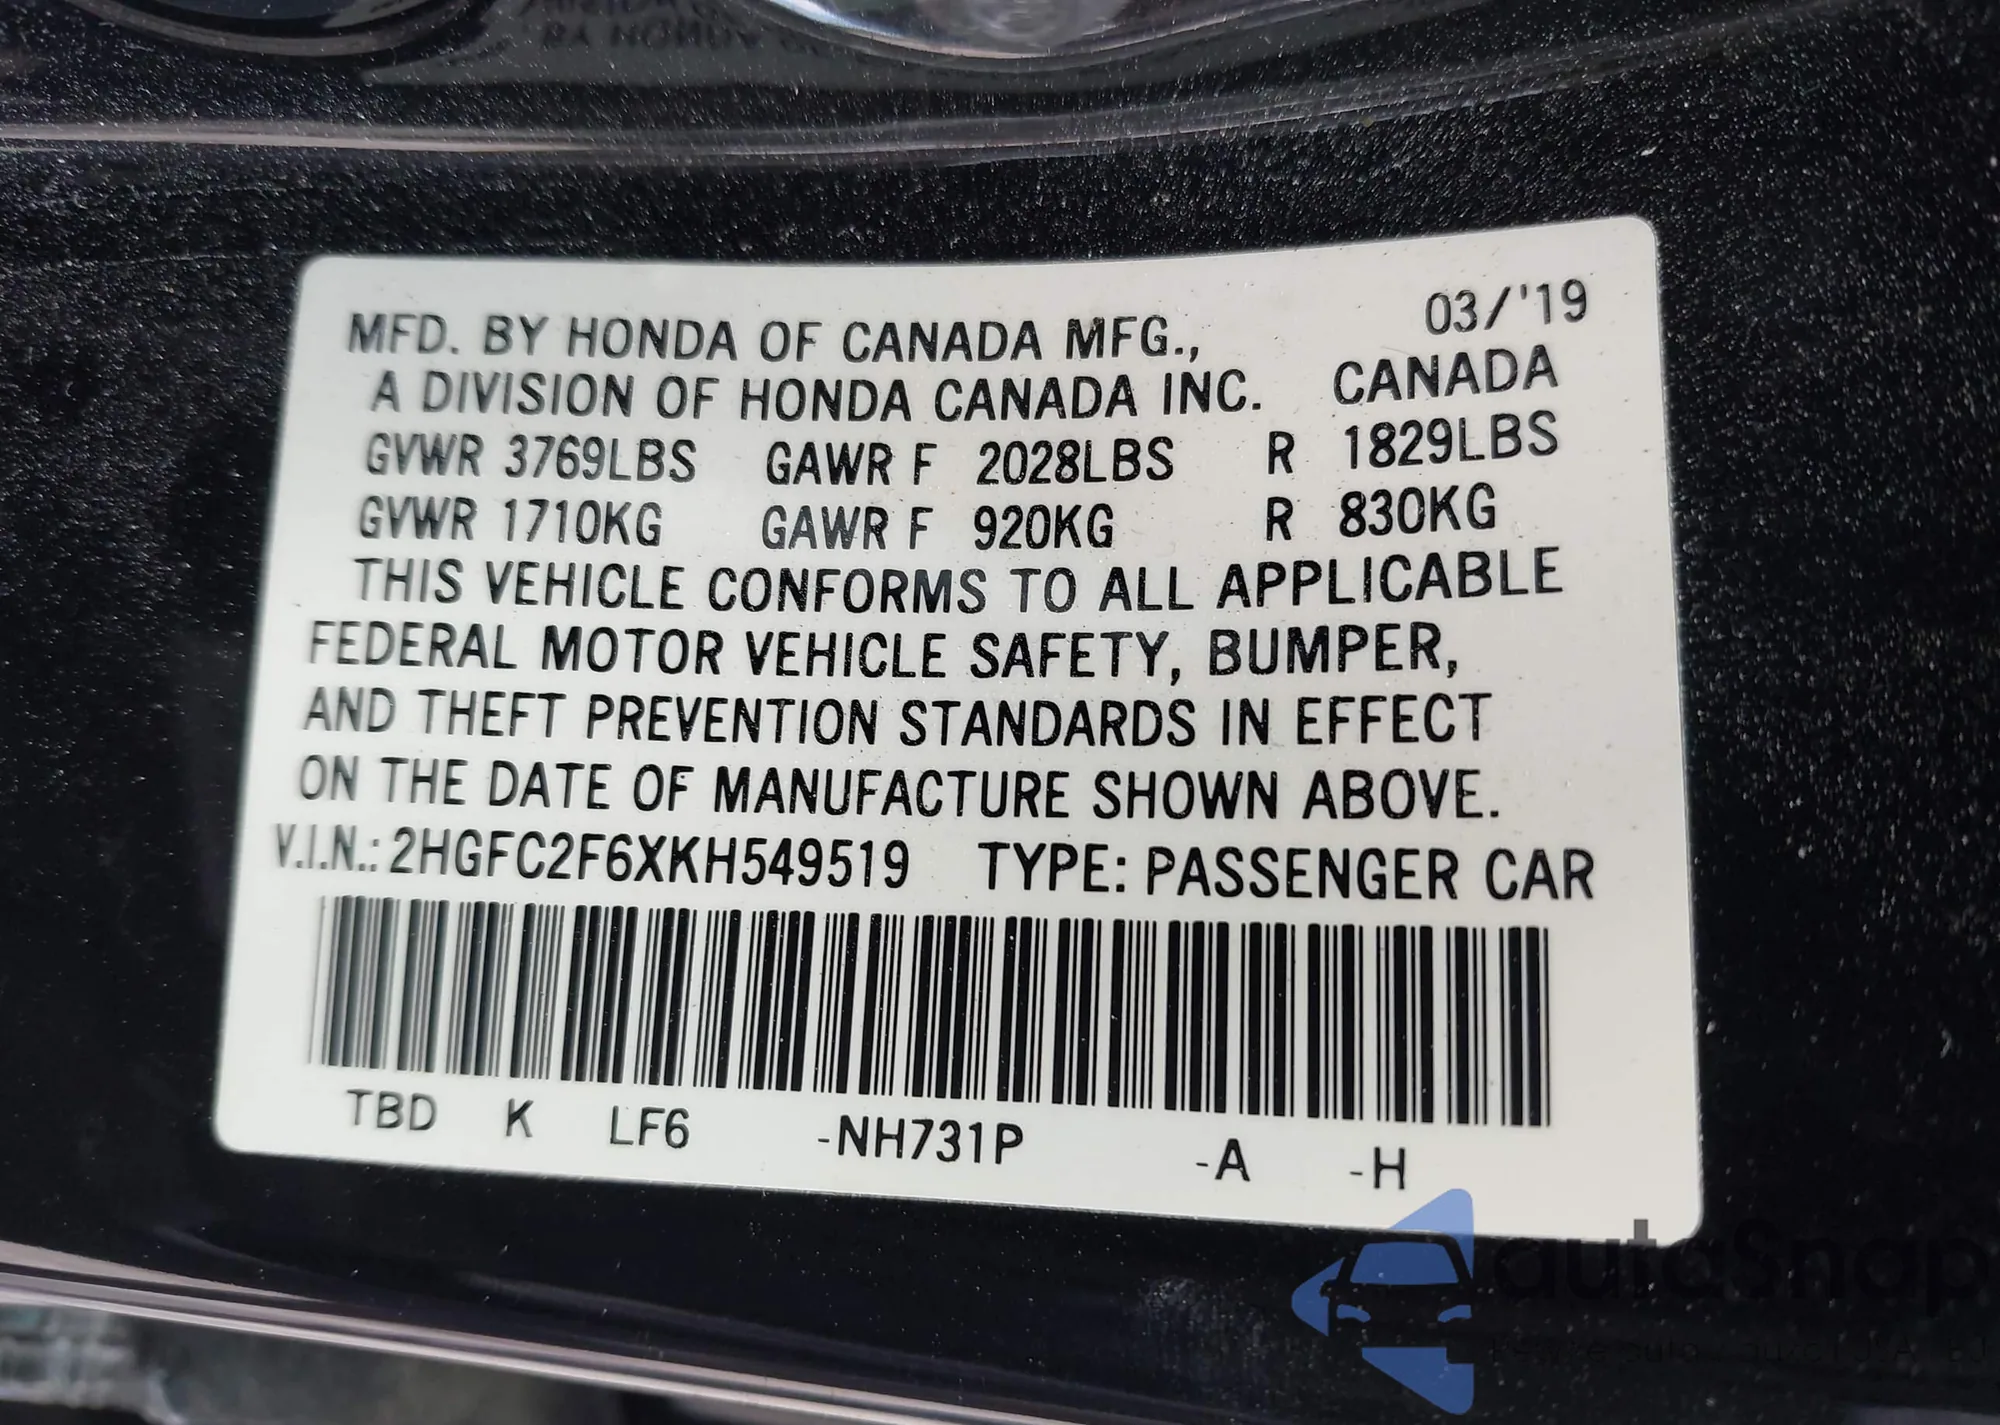 03/'19
MFD. BY HONDA OF CANADA MFG.,
A DIVISION OF HONDA CANADA INC. CANADA
GVWR 3769LBS GAWR F 2028LBS R 1829LBS
GVWR 1710KG GAWR F 920KG R 830KG
THIS VEHICLE CONFORMS TO ALL APPLICABLE
FEDERAL MOTOR VEHICLE SAFETY, BUMPER,
AND THEFT PREVENTION STANDARDS IN EFFECT
ON THE DATE OF MANUFACTURE SHOWN ABOVE.
V.I.N.: 2HGFC2F6XKH549519 TYPE: PASSENGER CAR
TBD K LF6 -NH731P -A -H
autoSnap